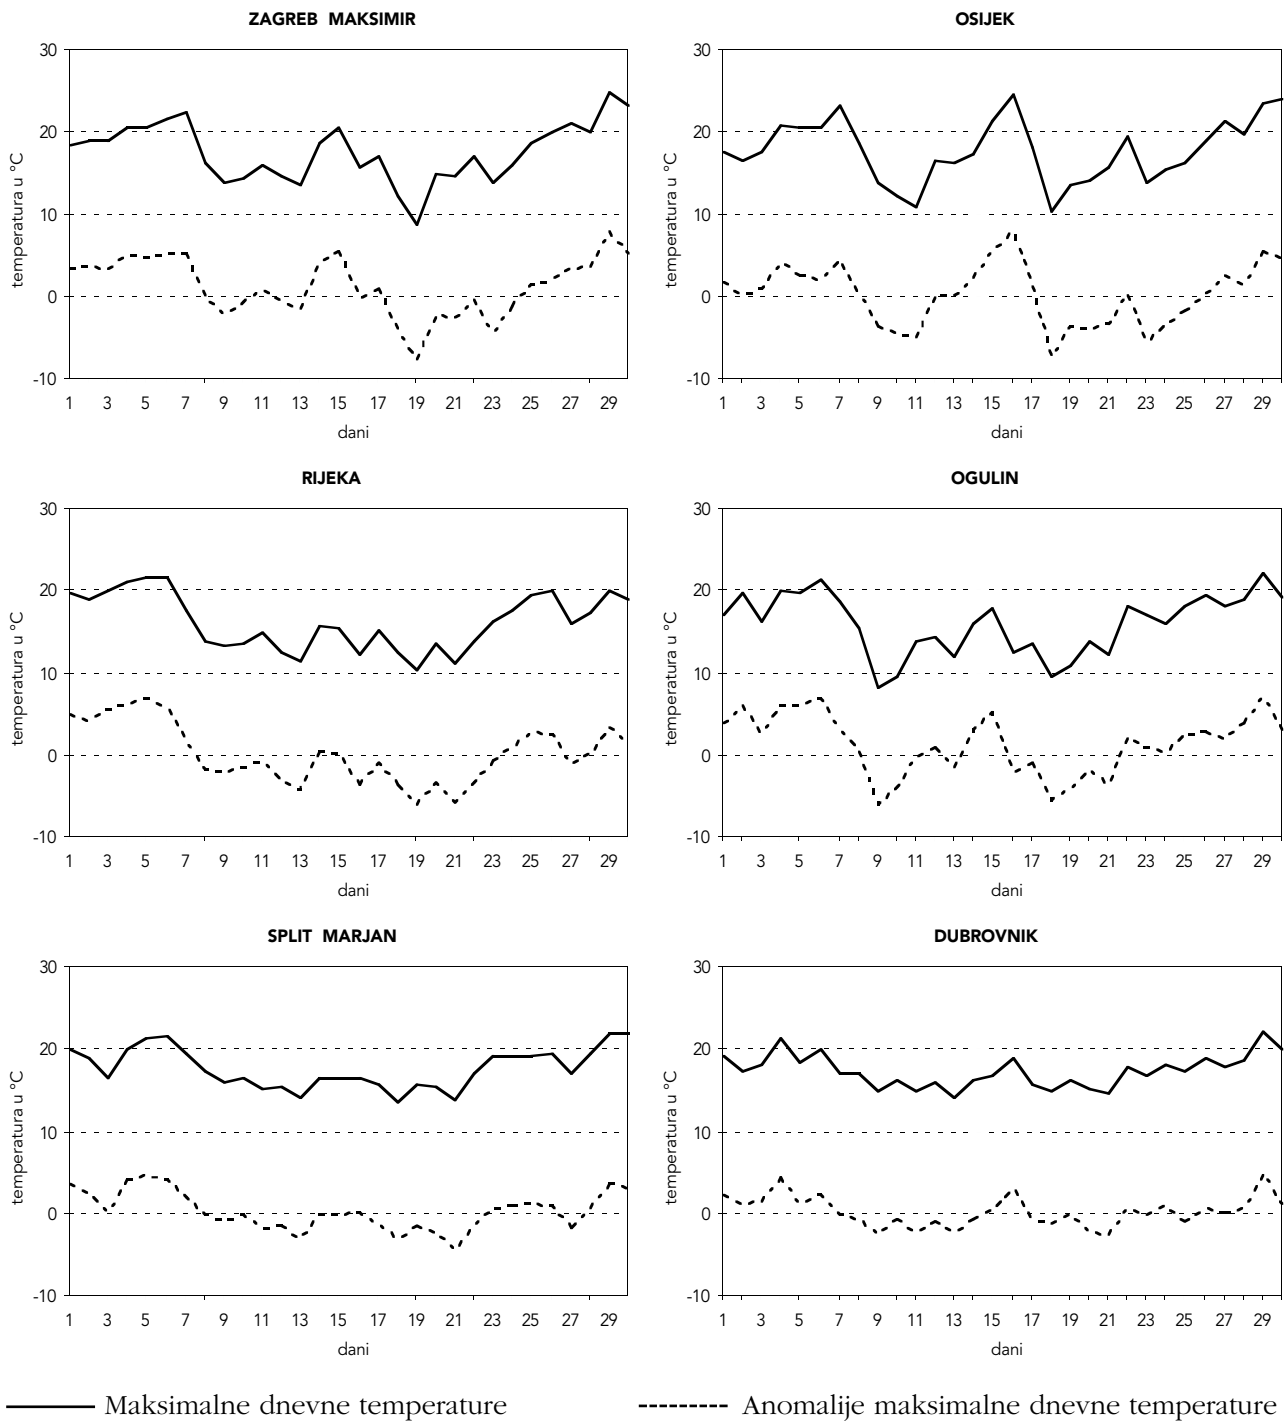 ZAGREB MAKSIMIR
30
20
10
0
-10
temperatura u °C
1 3 5 7 9 11 13 15 17 19 21 23 25 27 29
dani
OSIJEK
30
20
10
0
-10
temperatura u °C
1 3 5 7 9 11 13 15 17 19 21 23 25 27 29
dani
RIJEKA
30
20
10
0
-10
temperatura u °C
1 3 5 7 9 11 13 15 17 19 21 23 25 27 29
dani
OGULIN
30
20
10
0
-10
temperatura u °C
1 3 5 7 9 11 13 15 17 19 21 23 25 27 29
dani
SPLIT MARJAN
30
20
10
0
-10
temperatura u °C
1 3 5 7 9 11 13 15 17 19 21 23 25 27 29
dani
DUBROVNIK
30
20
10
0
-10
temperatura u °C
1 3 5 7 9 11 13 15 17 19 21 23 25 27 29
dani
Maksimalne dnevne temperature
Anomalije maksimalne dnevne temperature